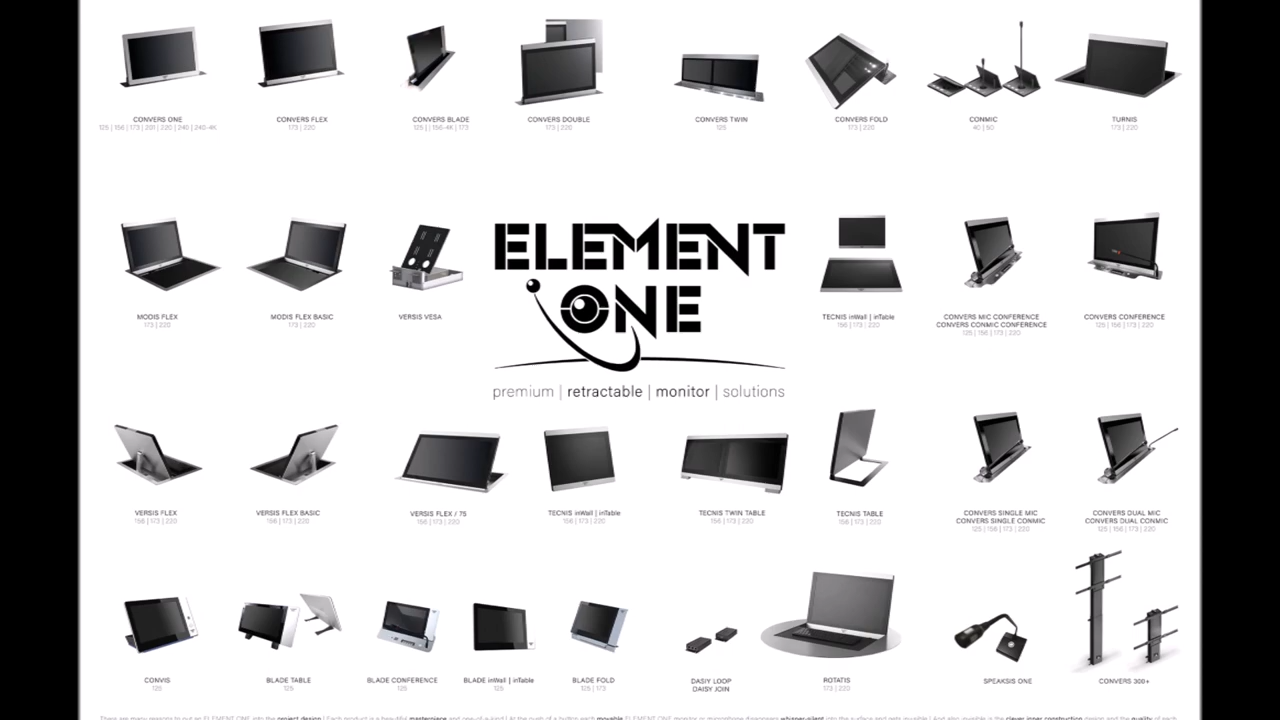 CONVERS ONE
125 | 156 | 173 | 201 | 220 | 240 | 240-4K
CONVERS FLEX
173 | 220
CONVERS BLADE
125 | | 156-4K | 173
CONVERS DOUBLE
173 | 220
CONVERS TWIN
125
CONVERS FOLD
173 | 220
CONMIC
40 | 50
TURNIS
173 | 220
MODIS FLEX
173 | 220
MODIS FLEX BASIC
173 | 220
VERSIS VESA
ELEMENT
ONE
premium | retractable | monitor | solutions
TECNIS inWall | inTable
156 | 173 | 220
CONVERS MIC CONFERENCE
CONVERS CONMIC CONFERENCE
125 | 156 | 173 | 220
CONVERS CONFERENCE
125 | 156 | 173 | 220
VERSIS FLEX
156 | 173 | 220
VERSIS FLEX BASIC
156 | 173 | 220
VERSIS FLEX / 75
156 | 173 | 220
TECNIS inWall | inTable
156 | 173 | 220
TECNIS TWIN TABLE
156 | 173 | 220
TECNIS TABLE
156 | 173 | 220
CONVERS SINGLE MIC
CONVERS SINGLE CONMIC
125 | 156 | 173 | 220
CONVERS DUAL MIC
CONVERS DUAL CONMIC
125 | 156 | 173 | 220
CONVIS
125
BLADE TABLE
125
BLADE CONFERENCE
125
BLADE inWall | inTable
125
BLADE FOLD
125 | 173
DAISY LOOP
DAISY JOIN
ROTATIS
173 | 220
SPEAKSIS ONE
CONVERS 300+